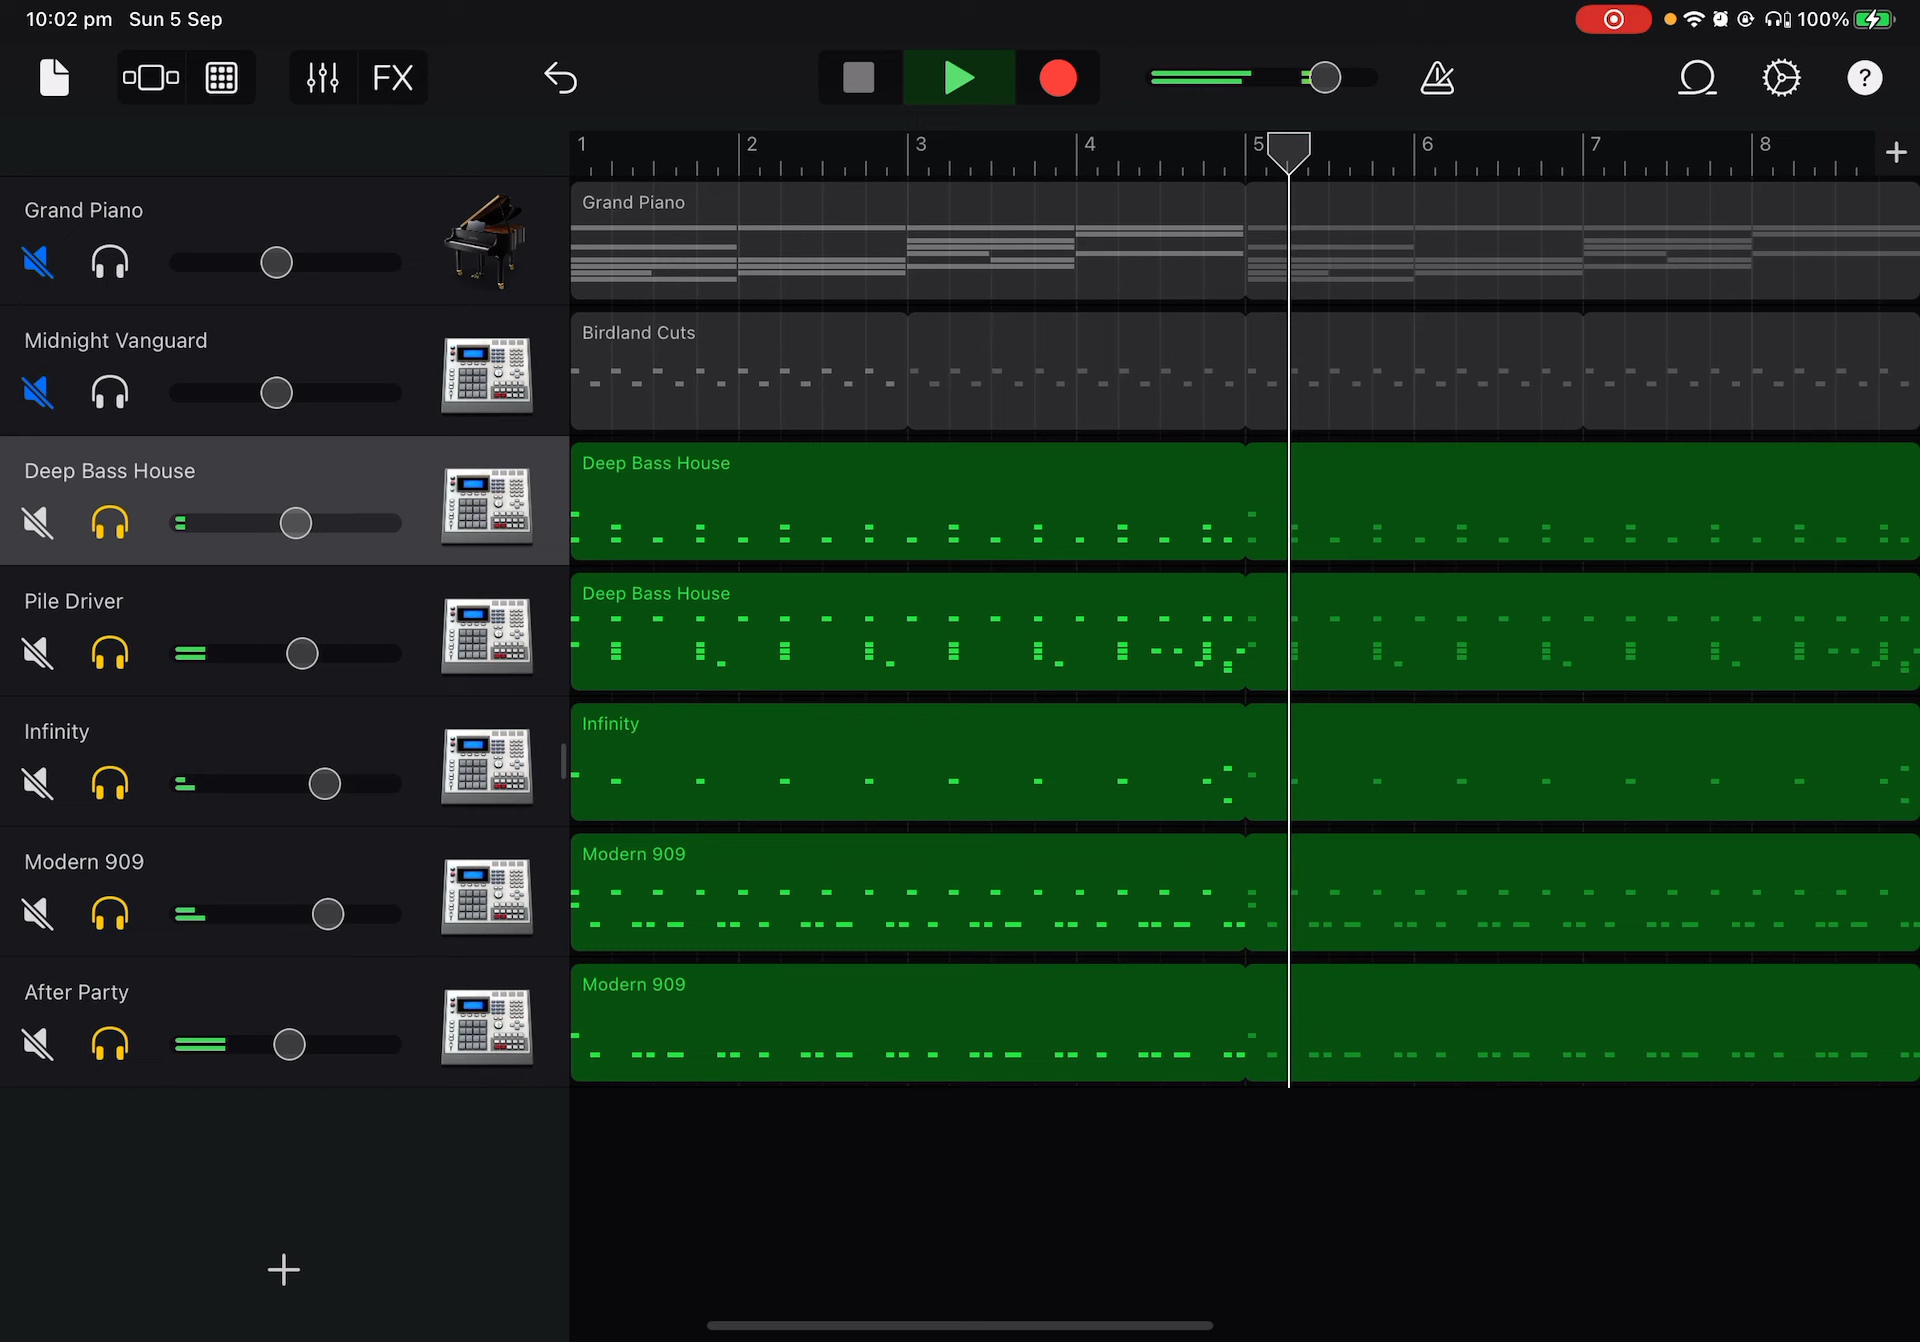 10:02 pm Sun 5 Sep
100%
FX
?
1 2 3 4 5 6 7 8
Grand Piano
Grand Piano
Midnight Vanguard
Birdland Cuts
Deep Bass House
Deep Bass House
Pile Driver
Deep Bass House
Infinity
Infinity
Modern 909
Modern 909
After Party
Modern 909